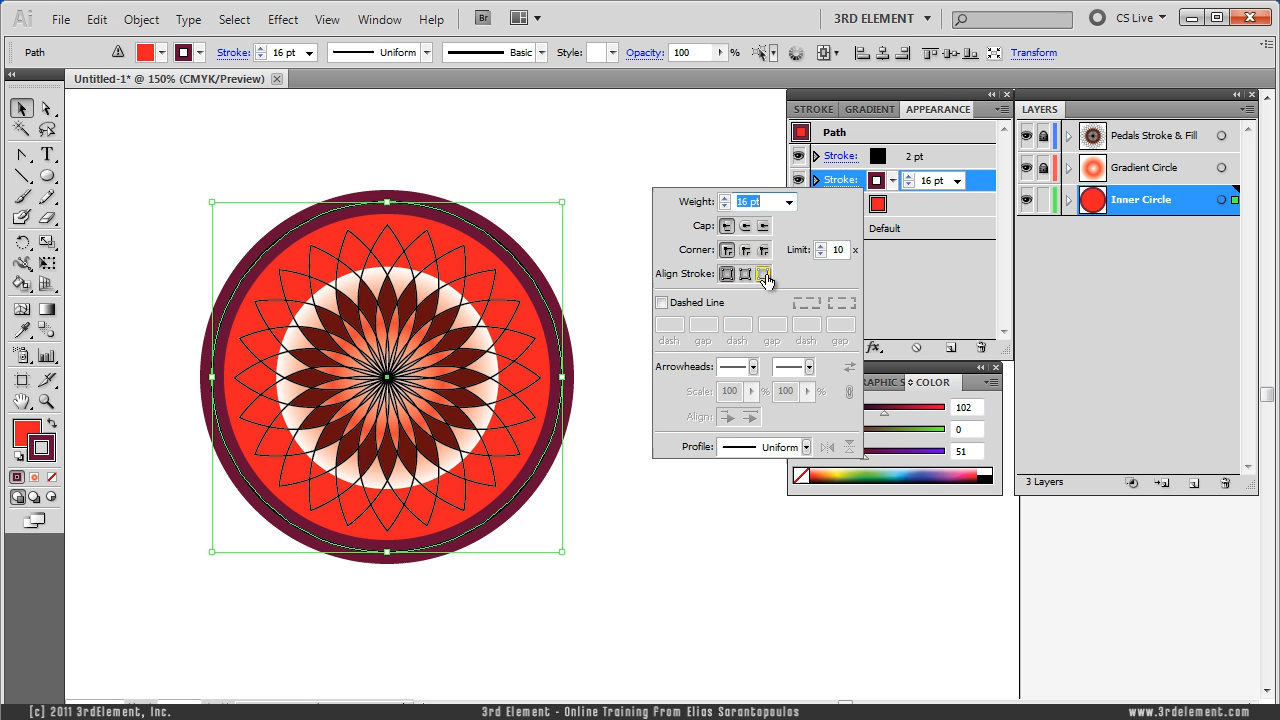 Ai File Edit Object Type Select Effect View Window Help Br 3RD ELEMENT CS Live
Path Stroke: 16 pt Uniform Basic Style: Opacity: 100 % Transform
Untitled-1* @ 150% (CMYK/Preview)
STROKE GRADIENT APPEARANCE
Path
Stroke: 2 pt
Stroke: 16 pt
Default
LAYERS
Pedals Stroke & Fill
Gradient Circle
Inner Circle
3 Layers
Weight: 16 pt
Cap:
Corner: Limit: 10 x
Align Stroke:
Dashed Line
dash gap dash gap dash gap
Arrowheads:
Scale: 100 % 100 %
Align:
Profile: Uniform
fx
RAPHIC S COLOR
102
0
51
[c] 2011 3rdElement, Inc. 3rd Element - Online Training From Elias Sarantopoulos www.3rdelement.com